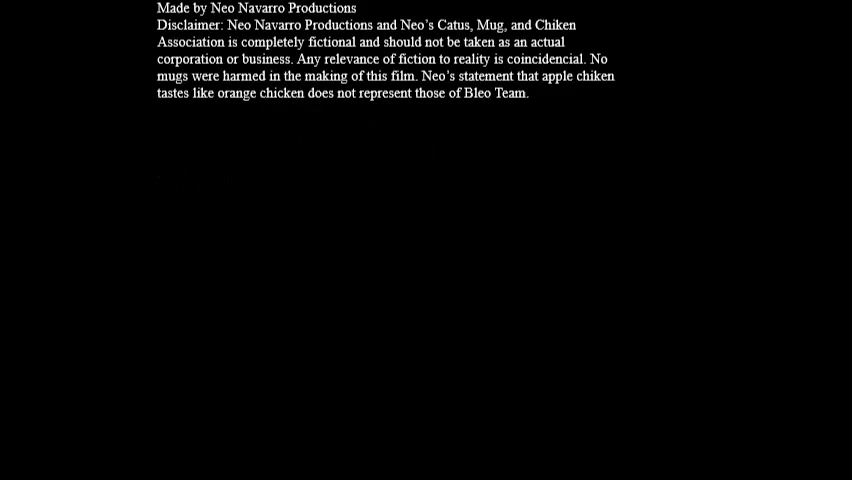 Made by Neo Navarro Productions
Disclaimer: Neo Navarro Productions and Neo’s Catus, Mug, and Chiken
Association is completely fictional and should not be taken as an actual
corporation or business. Any relevance of fiction to reality is coincidencial. No
mugs were harmed in the making of this film. Neo’s statement that apple chiken
tastes like orange chicken does not represent those of Bleo Team.